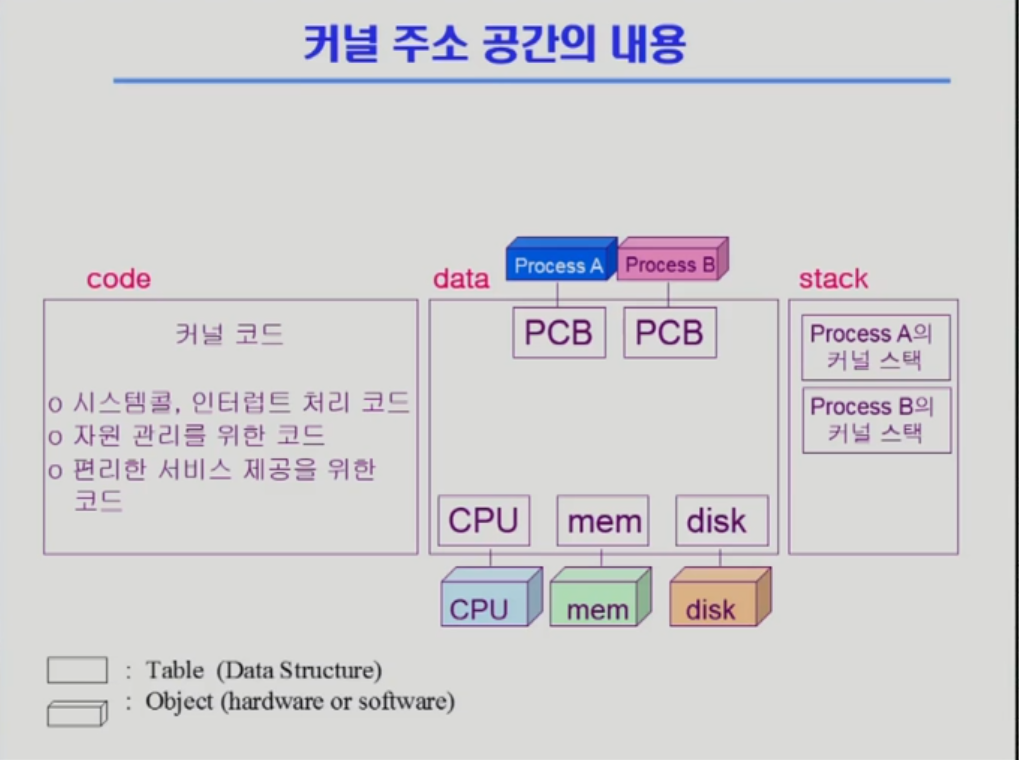 커널 주소 공간의 내용
code
커널 코드
o 시스템콜, 인터럽트 처리 코드
o 자원 관리를 위한 코드
o 편리한 서비스 제공을 위한
코드
data
Process A
Process B
PCB
PCB
CPU
mem
disk
CPU
mem
disk
stack
Process A의
커널 스택
Process B의
커널 스택
: Table (Data Structure)
: Object (hardware or software)